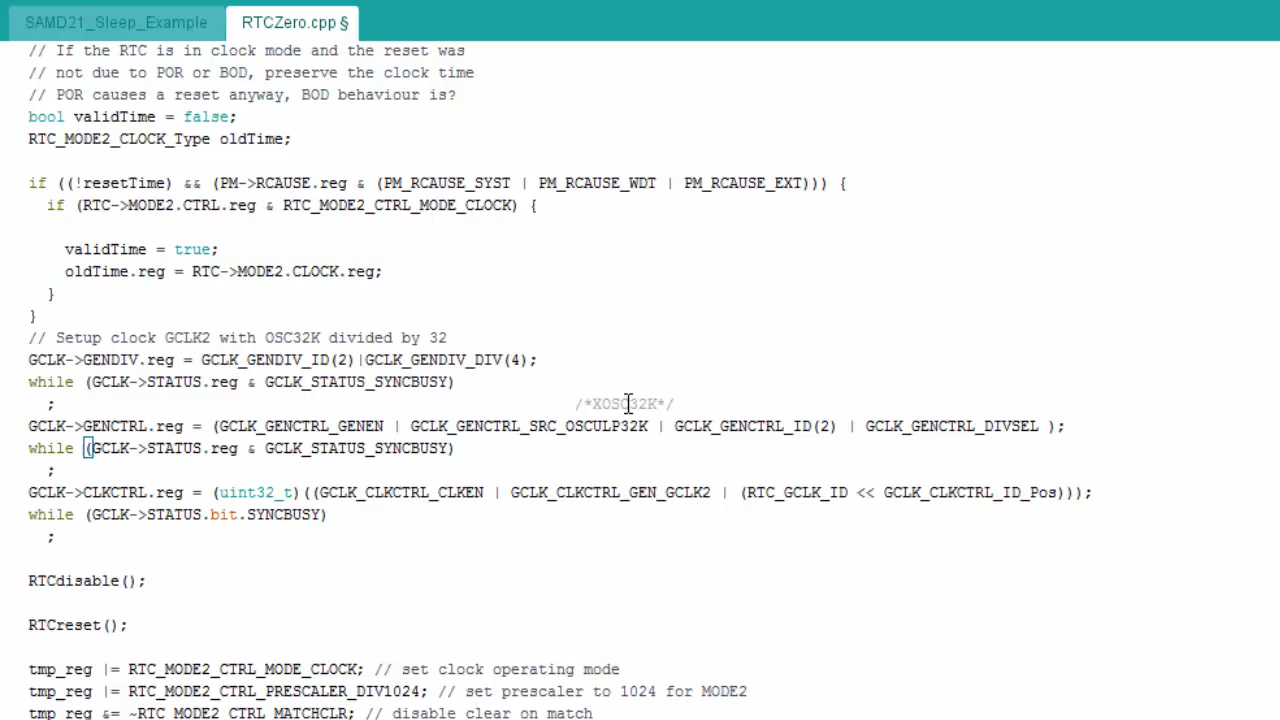 SAMD21_Sleep_Example
RTCZero.cpp §
// If the RTC is in clock mode and the reset was
// not due to POR or BOD, preserve the clock time
// POR causes a reset anyway, BOD behaviour is?
bool validTime = false;
RTC_MODE2_CLOCK_Type oldTime;
if ((!resetTime) && (PM->RCAUSE.reg & (PM_RCAUSE_SYST | PM_RCAUSE_WDT | PM_RCAUSE_EXT))) {
if (RTC->MODE2.CTRL.reg & RTC_MODE2_CTRL_MODE_CLOCK) {
validTime = true;
oldTime.reg = RTC->MODE2.CLOCK.reg;
}
}
// Setup clock GCLK2 with OSC32K divided by 32
GCLK->GENDIV.reg = GCLK_GENDIV_ID(2)|GCLK_GENDIV_DIV(4);
while (GCLK->STATUS.reg & GCLK_STATUS_SYNCBUSY)
; /*XOSC32K*/
GCLK->GENCTRL.reg = (GCLK_GENCTRL_GENEN | GCLK_GENCTRL_SRC_OSCULP32K | GCLK_GENCTRL_ID(2) | GCLK_GENCTRL_DIVSEL );
while (GCLK->STATUS.reg & GCLK_STATUS_SYNCBUSY)
;
GCLK->CLKCTRL.reg = (uint32_t)((GCLK_CLKCTRL_CLKEN | GCLK_CLKCTRL_GEN_GCLK2 | (RTC_GCLK_ID << GCLK_CLKCTRL_ID_Pos)));
while (GCLK->STATUS.bit.SYNCBUSY)
;
RTCdisable();
RTCreset();
tmp_reg |= RTC_MODE2_CTRL_MODE_CLOCK; // set clock operating mode
tmp_reg |= RTC_MODE2_CTRL_PRESCALER_DIV1024; // set prescaler to 1024 for MODE2
tmp_reg &= ~RTC_MODE2_CTRL_MATCHCLR; // disable clear on match